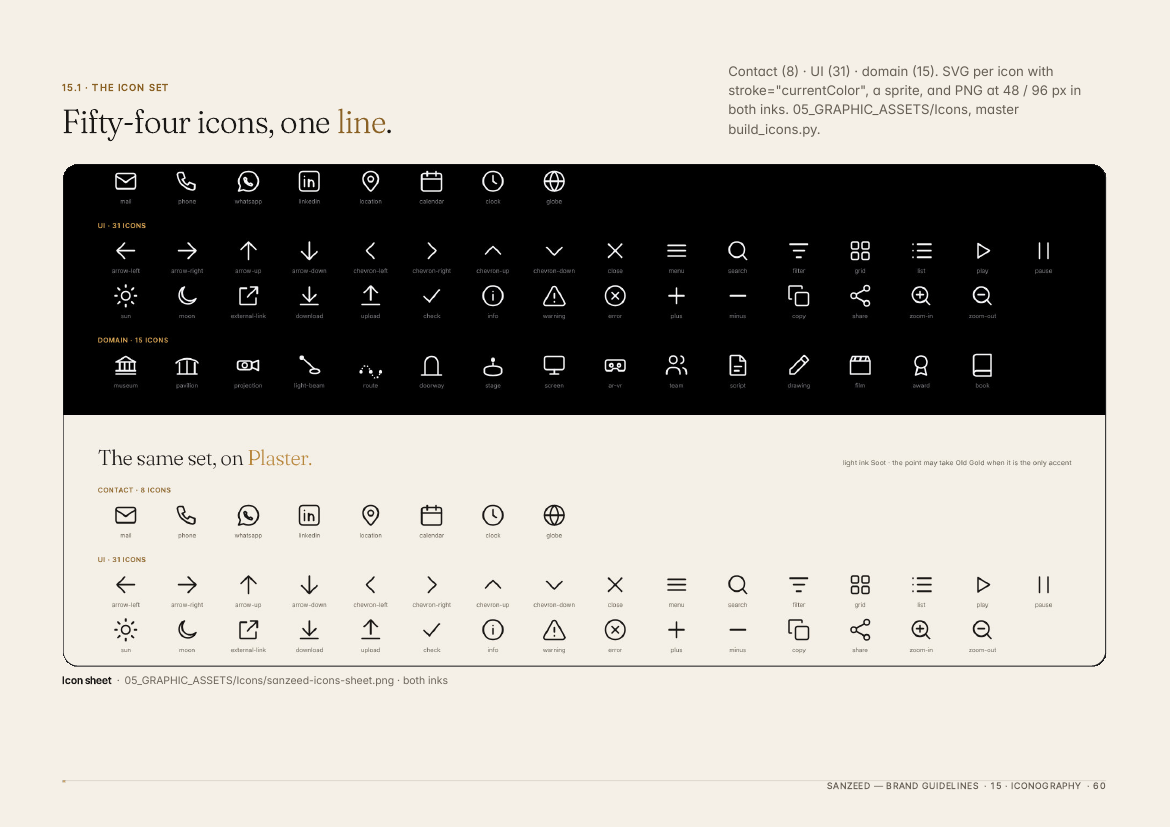 15.1 · THE ICON SET
Fifty-four icons, one line.
Contact (8) · UI (31) · domain (15). SVG per icon with
stroke="currentColor", a sprite, and PNG at 48 / 96 px in
both inks. 05_GRAPHIC_ASSETS/Icons, master
build_icons.py.
mail phone whatsapp linkedin location calendar clock globe
UI · 31 ICONS
arrow-left arrow-right arrow-up arrow-down chevron-left chevron-right chevron-up chevron-down close menu search filter grid list play pause
sun moon external-link download upload check info warning error plus minus copy share zoom-in zoom-out
DOMAIN · 15 ICONS
museum pavilion projection light-beam route doorway stage screen ar-vr team script drawing film award book
The same set, on Plaster.
light ink Soot · the point may take Old Gold when it is the only accent
CONTACT · 8 ICONS
mail phone whatsapp linkedin location calendar clock globe
UI · 31 ICONS
arrow-left arrow-right arrow-up arrow-down chevron-left chevron-right chevron-up chevron-down close menu search filter grid list play pause
sun moon external-link download upload check info warning error plus minus copy share zoom-in zoom-out
Icon sheet · 05_GRAPHIC_ASSETS/Icons/sanzeed-icons-sheet.png · both inks
SANZEED — BRAND GUIDELINES · 15 · ICONOGRAPHY · 60